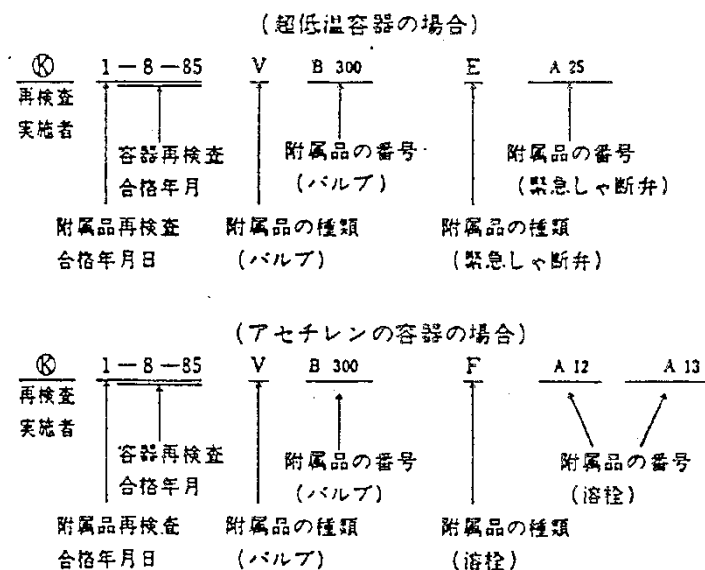 (超低温容器の場合)
Ⓚ 1－8－85 V B 300 E A 25
再検査
実施者
容器再検査 附属品の番号 附属品の番号
合格年月 (バルブ) (緊急しゃ断弁)
附属品再検査 附属品の種類 附属品の種類
合格年月日 (バルブ) (緊急しゃ断弁)
(アセチレンの容器の場合)
Ⓚ 1－8－85 V B 300 F A 12 A 13
再検査
実施者
容器再検査 附属品の番号 附属品の番号
合格年月 (バルブ) (溶栓)
附属品再検査 附属品の種類 附属品の種類
合格年月日 (バルブ) (溶栓)